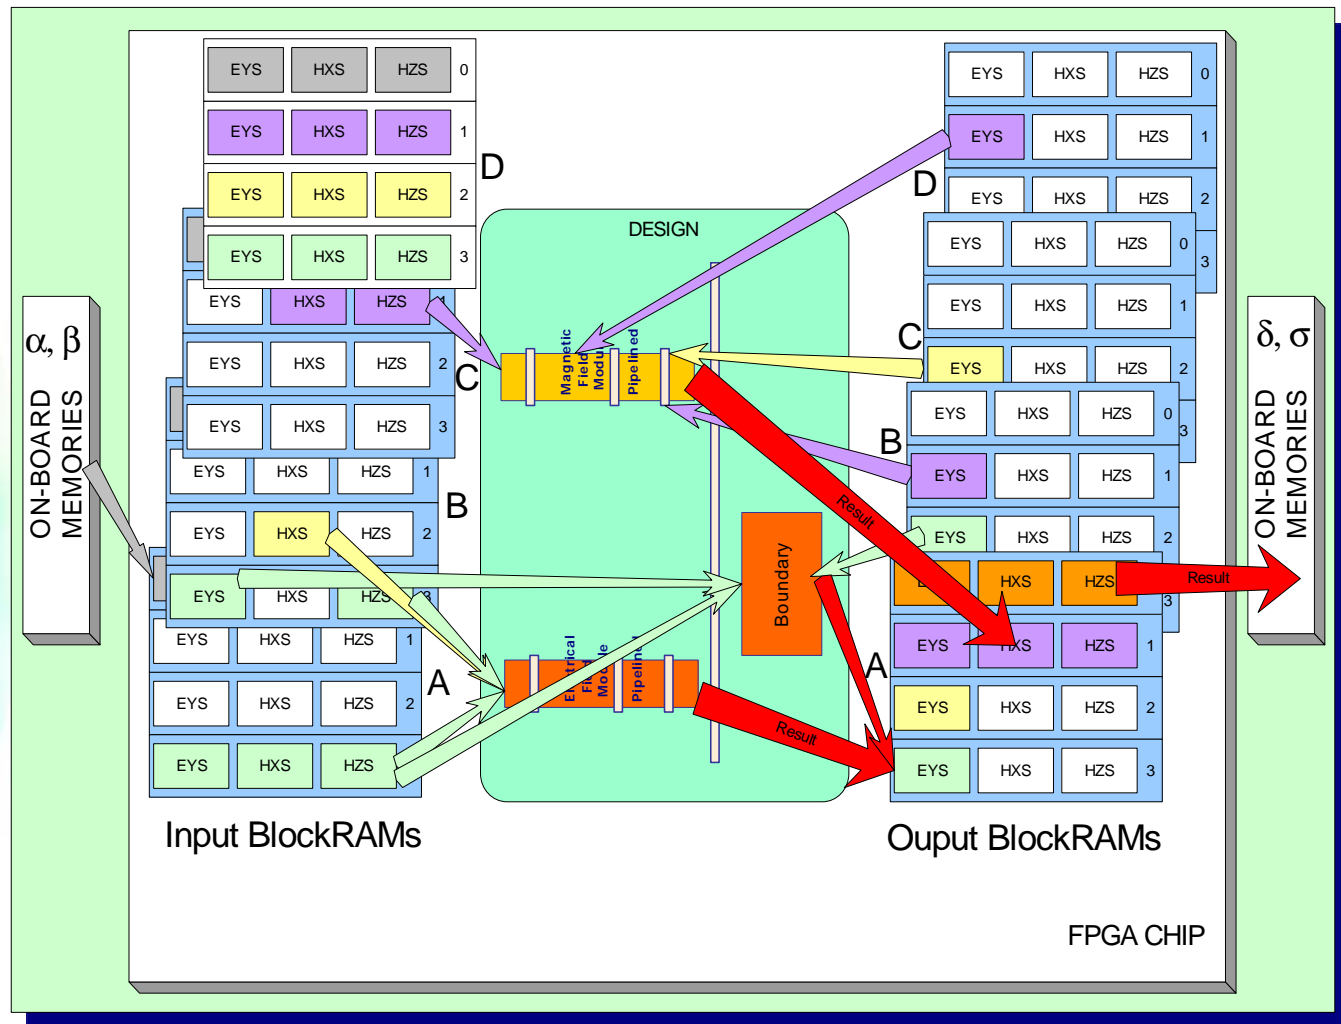 EYS HXS HZS 0
EYS HXS HZS 1
EYS HXS HZS 2
EYS HXS HZS 3
D
EYS HXS HZS
EYS HXS HZS 2
EYS HXS HZS 3
C
EYS HXS HZS 1
EYS HXS HZS 2
EYS HXS HZS 3
B
EYS HXS HZS 1
EYS HXS HZS 2
EYS HXS HZS 3
A
Input BlockRAMs
α, β
ON-BOARD
MEMORIES
DESIGN
Magnetic
Field
Modu
Pipelined
Boundary
Electrical
Field
Module
Pipelined
Result
Result
Result
EYS HXS HZS 0
EYS HXS HZS 1
EYS HXS HZS 2
3
D
EYS HXS HZS 0
EYS HXS HZS 1
EYS HXS HZS 2
3
C
EYS HXS HZS 0
EYS HXS HZS 1
EYS HXS HZS 2
3
B
HXS HZS
EYS HXS HZS 1
EYS HXS HZS 2
EYS HXS HZS 3
A
Ouput BlockRAMs
δ, σ
ON-BOARD
MEMORIES
FPGA CHIP